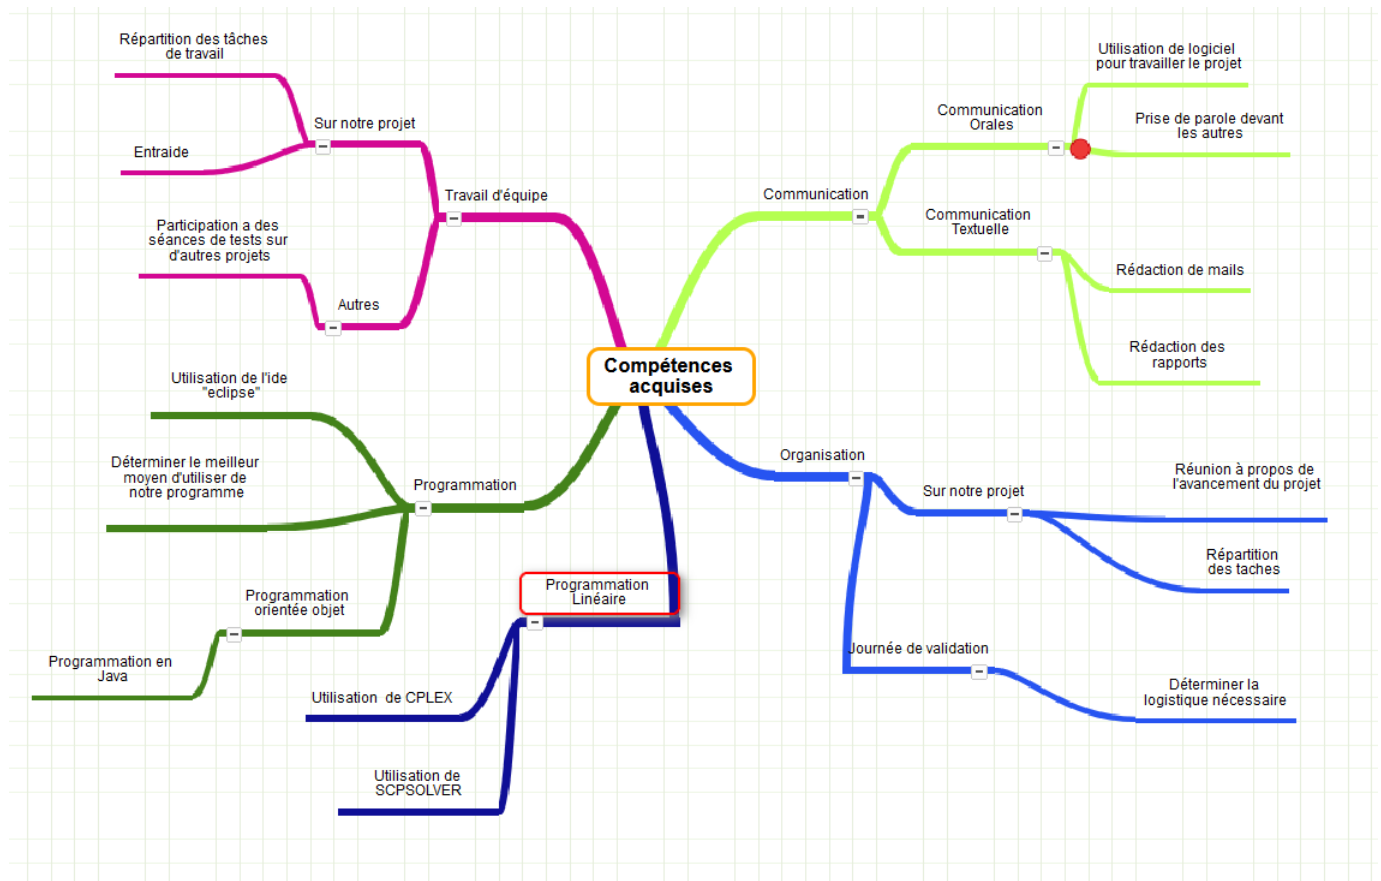 Compétences
acquises
Travail d'équipe
Sur notre projet
Répartition des tâches
de travail
Entraide
Autres
Participation a des
séances de tests sur
d'autres projets
Communication
Communication
Orales
Utilisation de logiciel
pour travailler le projet
Prise de parole devant
les autres
Communication
Textuelle
Rédaction de mails
Rédaction des
rapports
Programmation
Utilisation de l'ide
"eclipse"
Déterminer le meilleur
moyen d'utiliser de
notre programme
Programmation
orientée objet
Programmation en
Java
Programmation
Linéaire
Utilisation de CPLEX
Utilisation de
SCPSOLVER
Organisation
Sur notre projet
Réunion à propos de
l'avancement du projet
Répartition
des taches
Journée de validation
Déterminer la
logistique nécessaire